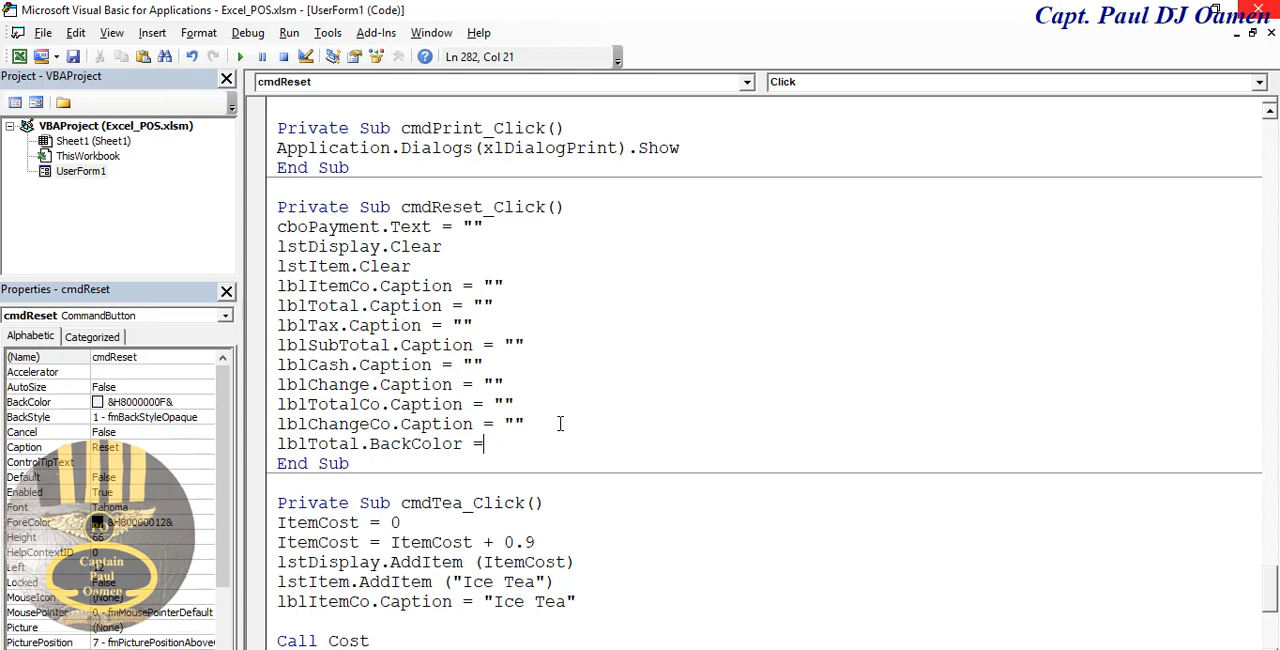 Microsoft Visual Basic for Applications - Excel_POS.xlsm - [UserForm1 (Code)]
Capt. Paul DJ Oamen
File Edit View Insert Format Debug Run Tools Add-Ins Window Help
Ln 282, Col 21
Project - VBAProject
cmdReset
Click
VBAProject (Excel_POS.xlsm)
Sheet1 (Sheet1)
ThisWorkbook
UserForm1
Properties - cmdReset
cmdReset CommandButton
Alphabetic Categorized
(Name) cmdReset
Accelerator
AutoSize False
BackColor &H8000000F&
BackStyle 1 - fmBackStyleOpaque
Cancel False
Caption Reset
ControlTipText
Default False
Enabled True
Font Tahoma
ForeColor &H80000012&
Height 66
HelpContextID 0
Left 12
Locked False
MouseIcon (None)
MousePointer 0 - fmMousePointerDefault
Picture (None)
PicturePosition 7 - fmPicturePositionAbove
Captain
Paul
Oamen
Private Sub cmdPrint_Click()
Application.Dialogs(xlDialogPrint).Show
End Sub
Private Sub cmdReset_Click()
cboPayment.Text = ""
lstDisplay.Clear
lstItem.Clear
lblItemCo.Caption = ""
lblTotal.Caption = ""
lblTax.Caption = ""
lblSubTotal.Caption = ""
lblCash.Caption = ""
lblChange.Caption = ""
lblTotalCo.Caption = ""
lblChangeCo.Caption = ""
lblTotal.BackColor =
End Sub
Private Sub cmdTea_Click()
ItemCost = 0
ItemCost = ItemCost + 0.9
lstDisplay.AddItem (ItemCost)
lstItem.AddItem ("Ice Tea")
lblItemCo.Caption = "Ice Tea"
Call Cost